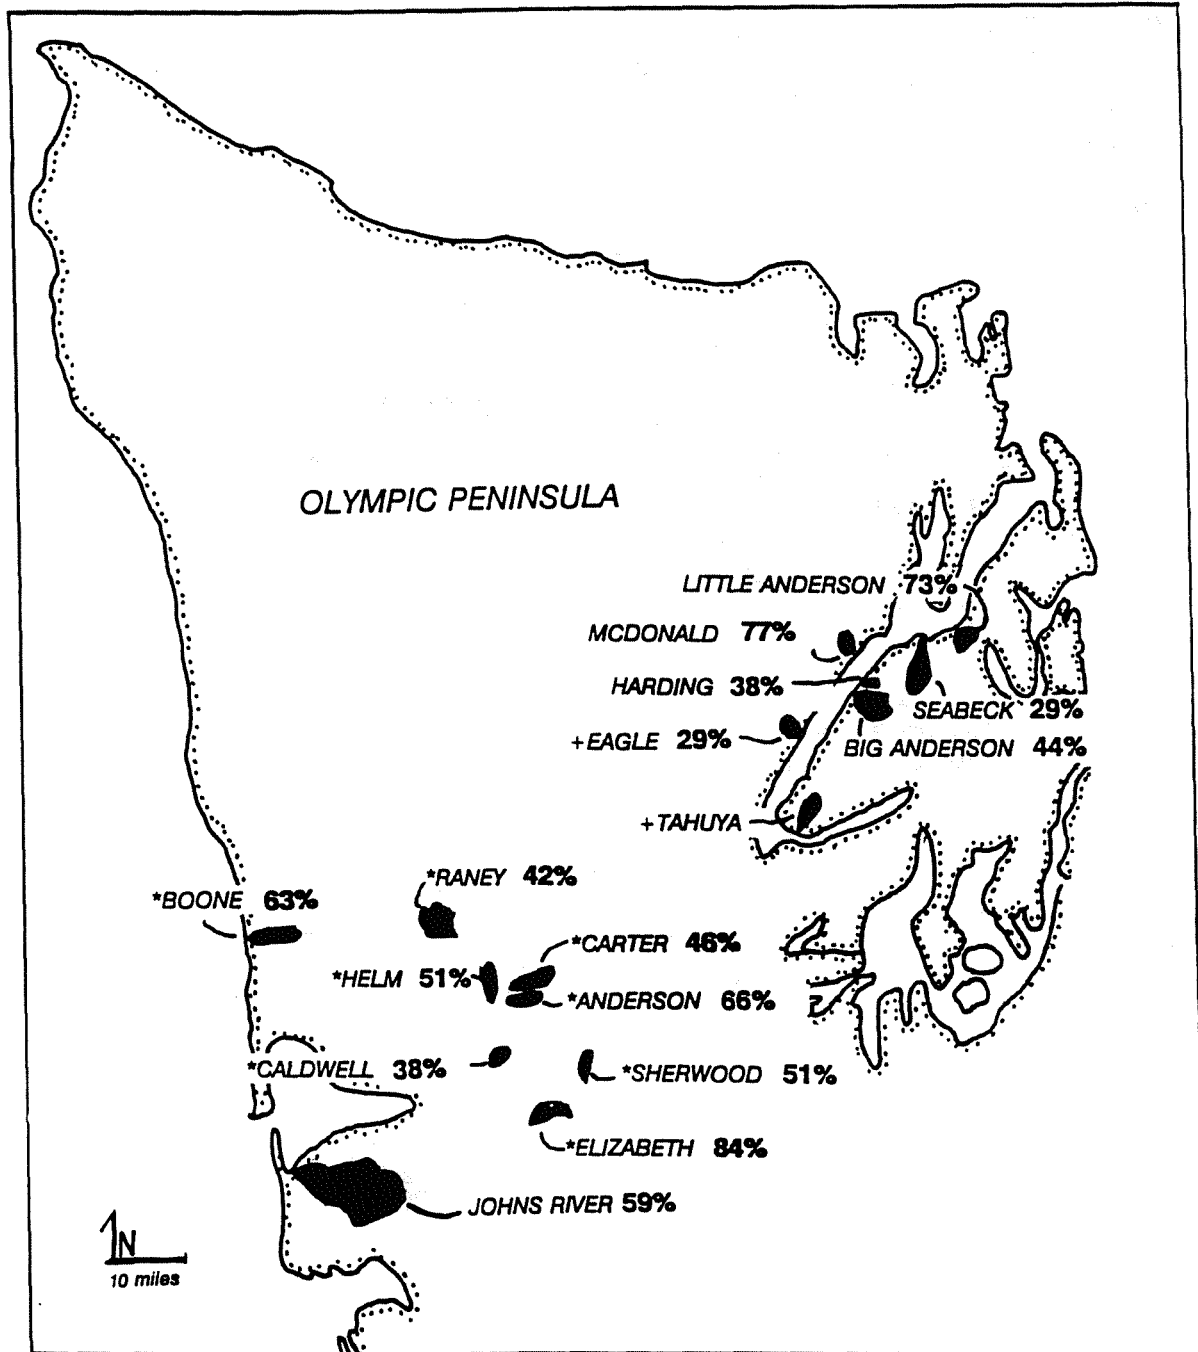 OLYMPIC PENINSULA
LITTLE ANDERSON 73%
MCDONALD 77%
HARDING 38%
SEABECK 29%
+EAGLE 29%
BIG ANDERSON 44%
+TAHUYA
*RANEY 42%
*BOONE 63%
*CARTER 46%
*HELM 51%
*ANDERSON 66%
*CALDWELL 38%
*SHERWOOD 51%
*ELIZABETH 84%
JOHNS RIVER 59%
N
10 miles